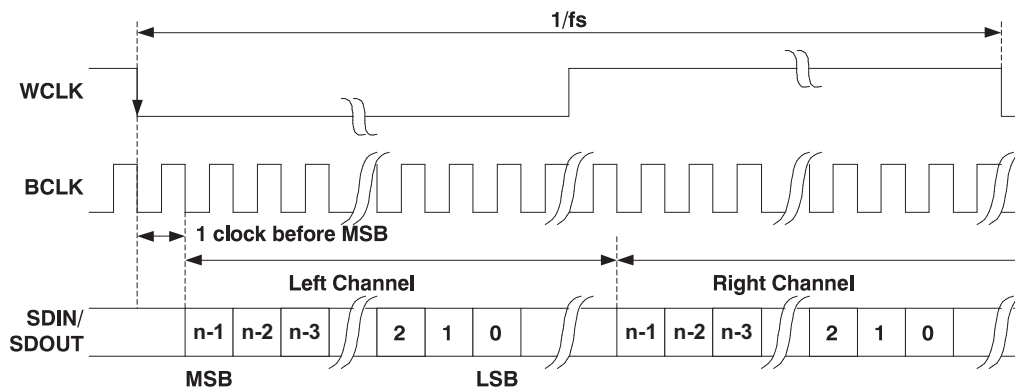 1/fs
WCLK
BCLK
1 clock before MSB
Left Channel
Right Channel
SDIN/
SDOUT
n-1 n-2 n-3 2 1 0 n-1 n-2 n-3 2 1 0
MSB LSB